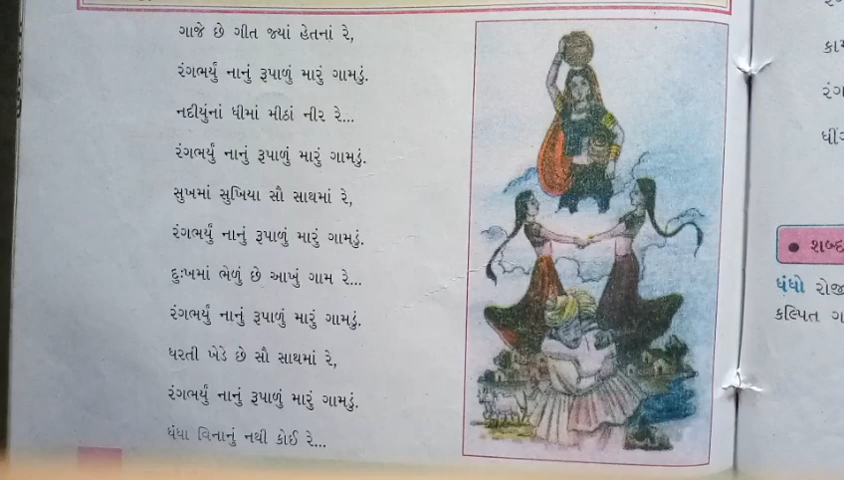 ગાજે છે ગીત જ્યાં હેતનાં રે,
રંગભર્યું નાનું રૂપાળું મારું ગામડું.
નદીયુંનાં ધીમાં મીઠાં નીર રે...
રંગભર્યું નાનું રૂપાળું મારું ગામડું.
સુખમાં સુખિયા સૌ સાથમાં રે,
રંગભર્યું નાનું રૂપાળું મારું ગામડું.
દુઃખમાં ભેળું છે આખું ગામ રે...
રંગભર્યું નાનું રૂપાળું મારું ગામડું.
ધરતી ખેડે છે સૌ સાથમાં રે,
રંગભર્યું નાનું રૂપાળું મારું ગામડું.
ધંધા વિનાનું નથી કોઈ રે...
• શબ્દ
ધંધો રોજ
કલ્પિત ગ